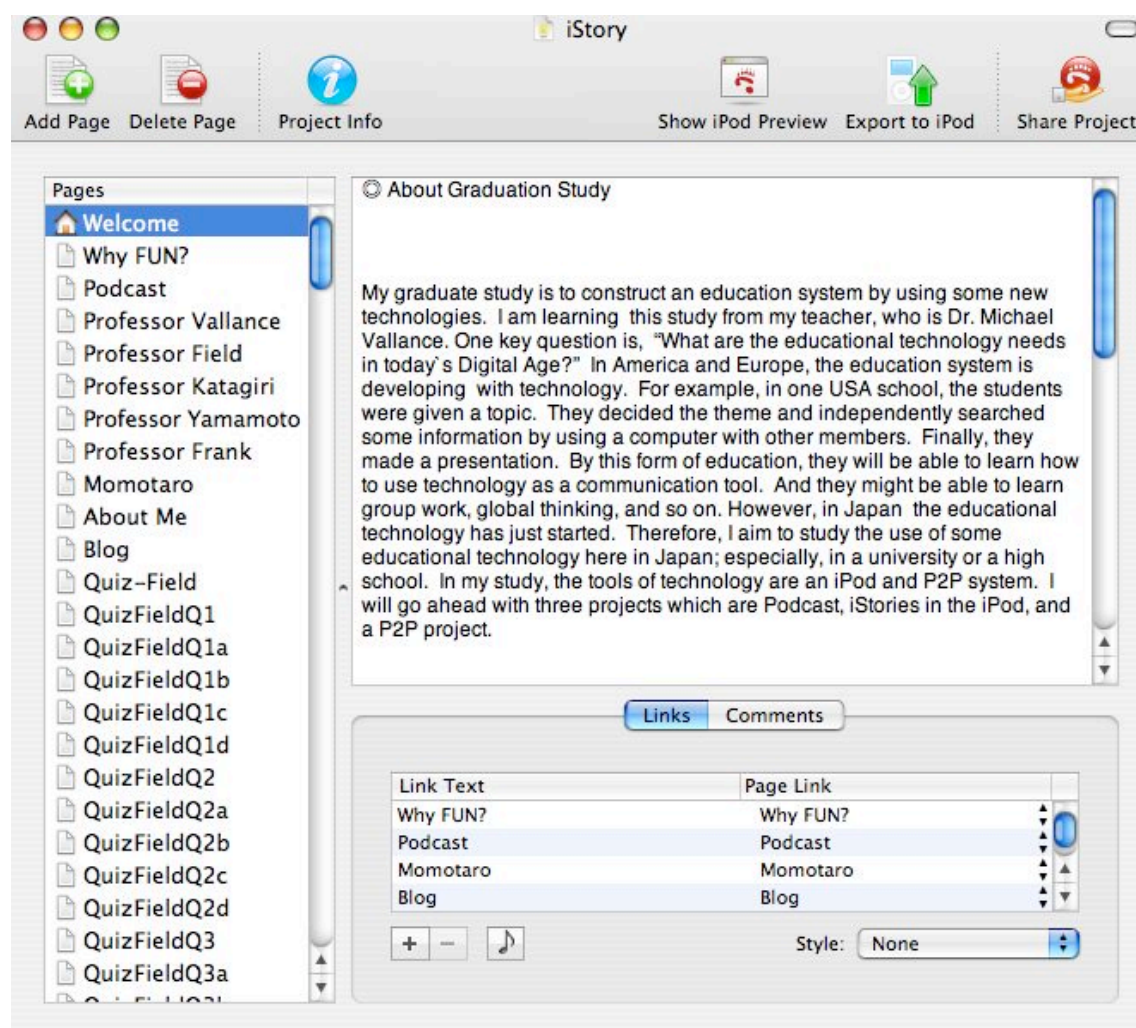 iStory
Add Page
Delete Page
Project Info
Show iPod Preview
Export to iPod
Share Project
Pages
Welcome
Why FUN?
Podcast
Professor Vallance
Professor Field
Professor Katagiri
Professor Yamamoto
Professor Frank
Momotaro
About Me
Blog
Quiz-Field
QuizFieldQ1
QuizFieldQ1a
QuizFieldQ1b
QuizFieldQ1c
QuizFieldQ1d
QuizFieldQ2
QuizFieldQ2a
QuizFieldQ2b
QuizFieldQ2c
QuizFieldQ2d
QuizFieldQ3
QuizFieldQ3a
◎ About Graduation Study
My graduate study is to construct an education system by using some new
technologies.  I am learning  this study from my teacher, who is Dr. Michael
Vallance. One key question is,  “What are the educational technology needs
in today`s Digital Age?”  In America and Europe, the education system is
developing  with technology.  For example, in one USA school, the students
were given a topic.  They decided the theme and independently searched
some information by using a computer with other members.  Finally, they
made a presentation.  By this form of education, they will be able to learn how
to use technology as a communication tool.  And they might be able to learn
group work, global thinking, and so on. However, in Japan  the educational
technology has just started.  Therefore, I aim to study the use of some
educational technology here in Japan; especially, in a university or a high
school.  In my study, the tools of technology are an iPod and P2P system.  I
will go ahead with three projects which are Podcast, iStories in the iPod, and
a P2P project.
Links
Comments
Link Text
Page Link
Why FUN?
Why FUN?
Podcast
Podcast
Momotaro
Momotaro
Blog
Blog
Style:
None